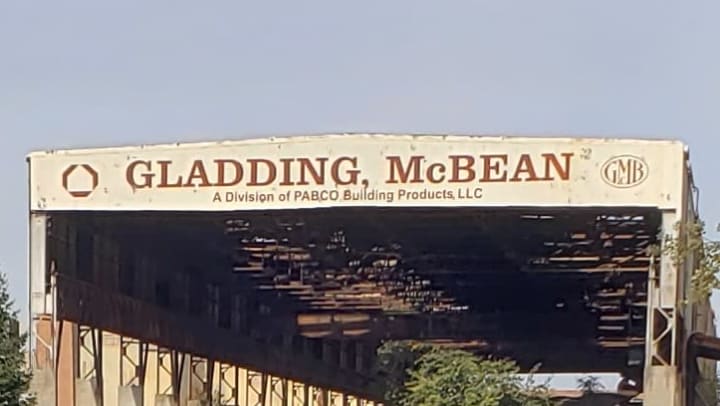 GLADDING, McBEAN
A Division of PABCO Building Products, LLC
GMB